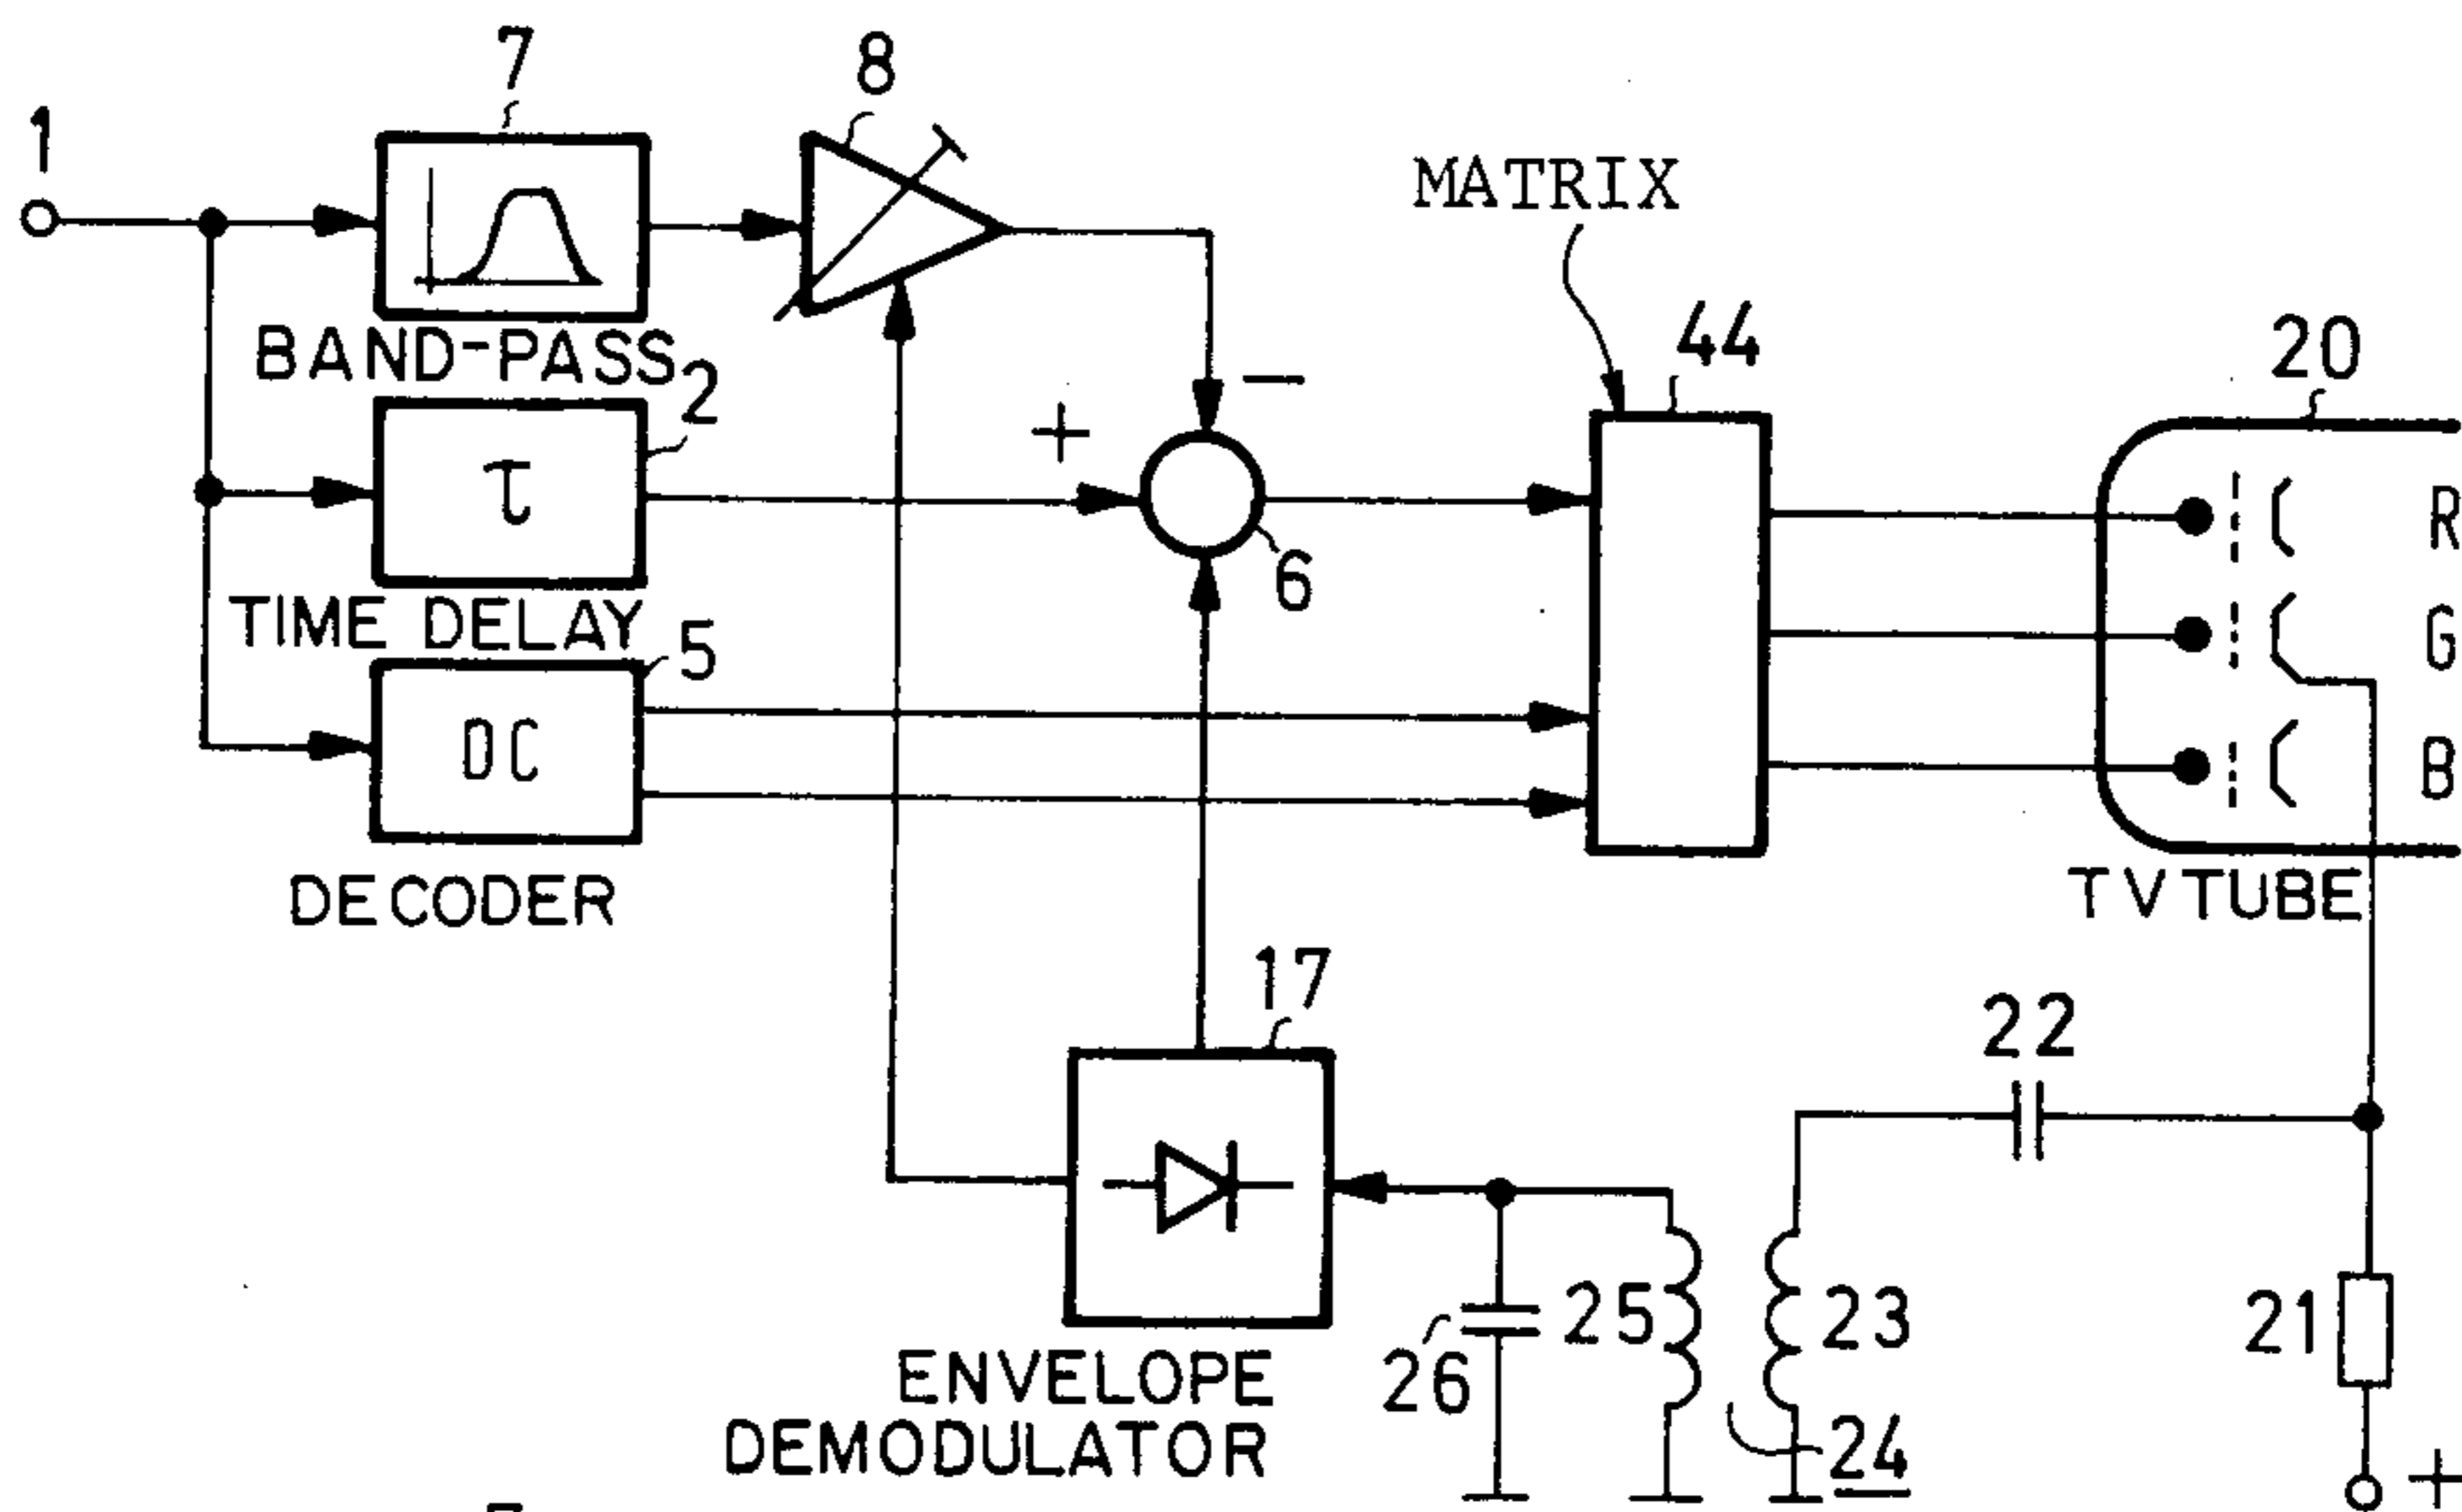 7
8
1
MATRIX
44
20
BAND-PASS
2
−
+
τ
R
6
TIME DELAY
5
G
DC
B
DECODER
TV TUBE
17
22
25
23
21
26
ENVELOPE
DEMODULATOR
24
+